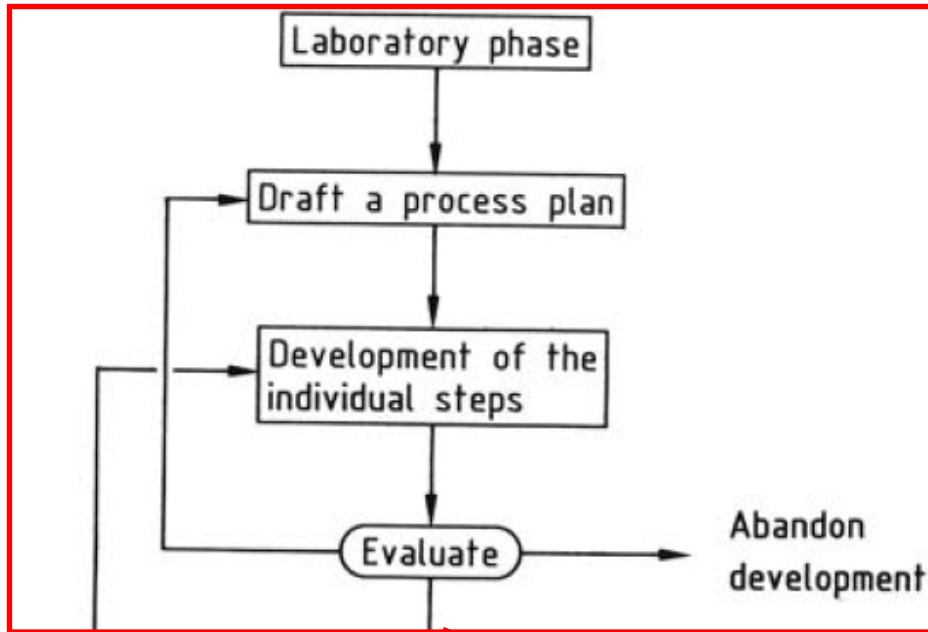 Laboratory phase
Draft a process plan
Development of the
individual steps
Evaluate
Abandon
development